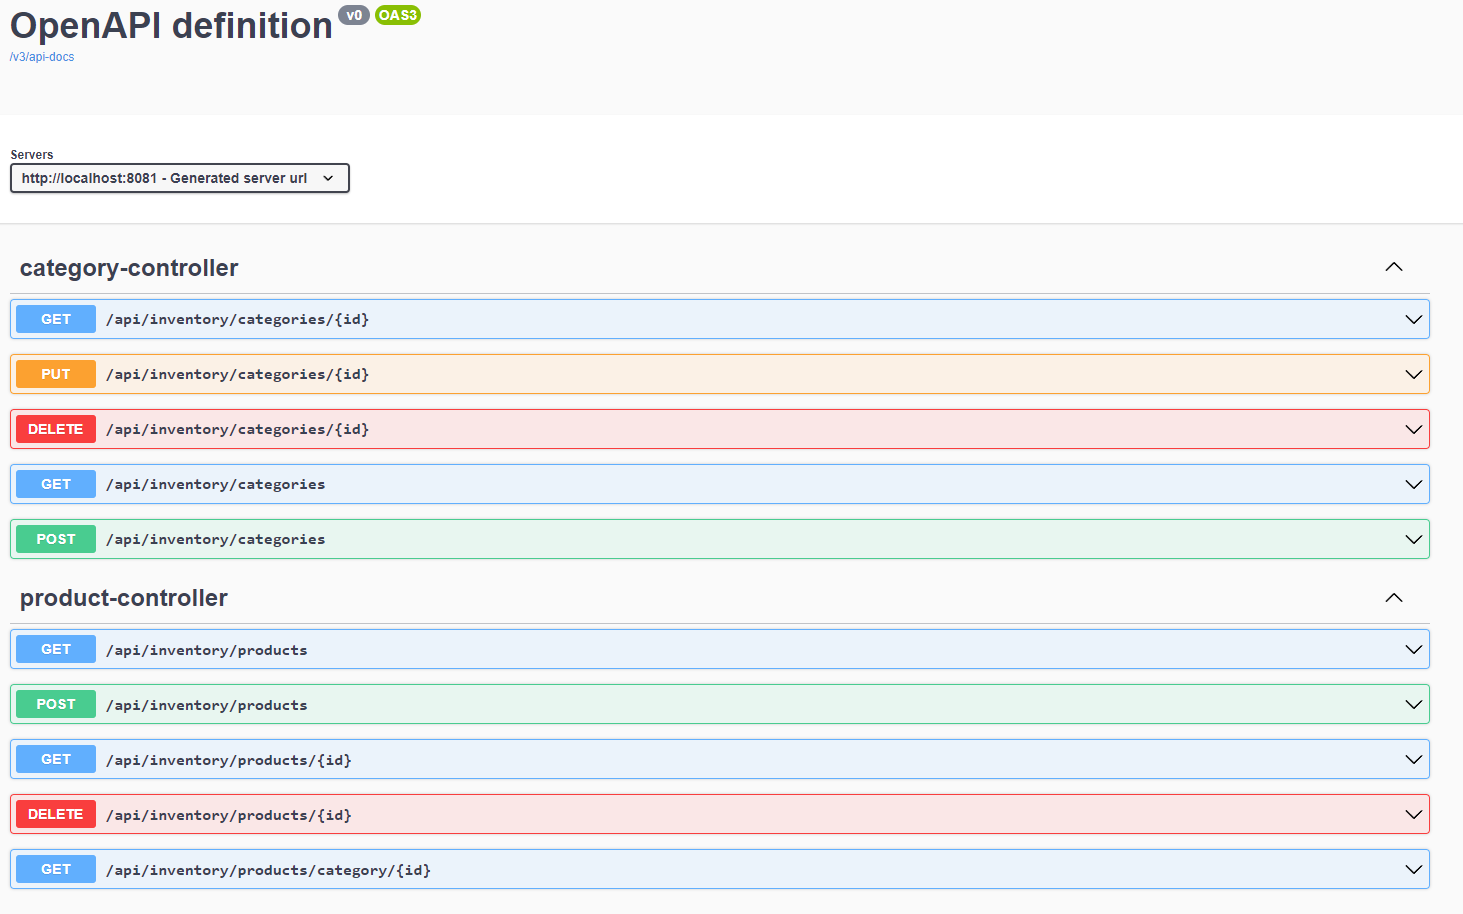 OpenAPI definition v0 OAS3
/v3/api-docs
Servers
http://localhost:8081 - Generated server url
category-controller
GET /api/inventory/categories/{id}
PUT /api/inventory/categories/{id}
DELETE /api/inventory/categories/{id}
GET /api/inventory/categories
POST /api/inventory/categories
product-controller
GET /api/inventory/products
POST /api/inventory/products
GET /api/inventory/products/{id}
DELETE /api/inventory/products/{id}
GET /api/inventory/products/category/{id}